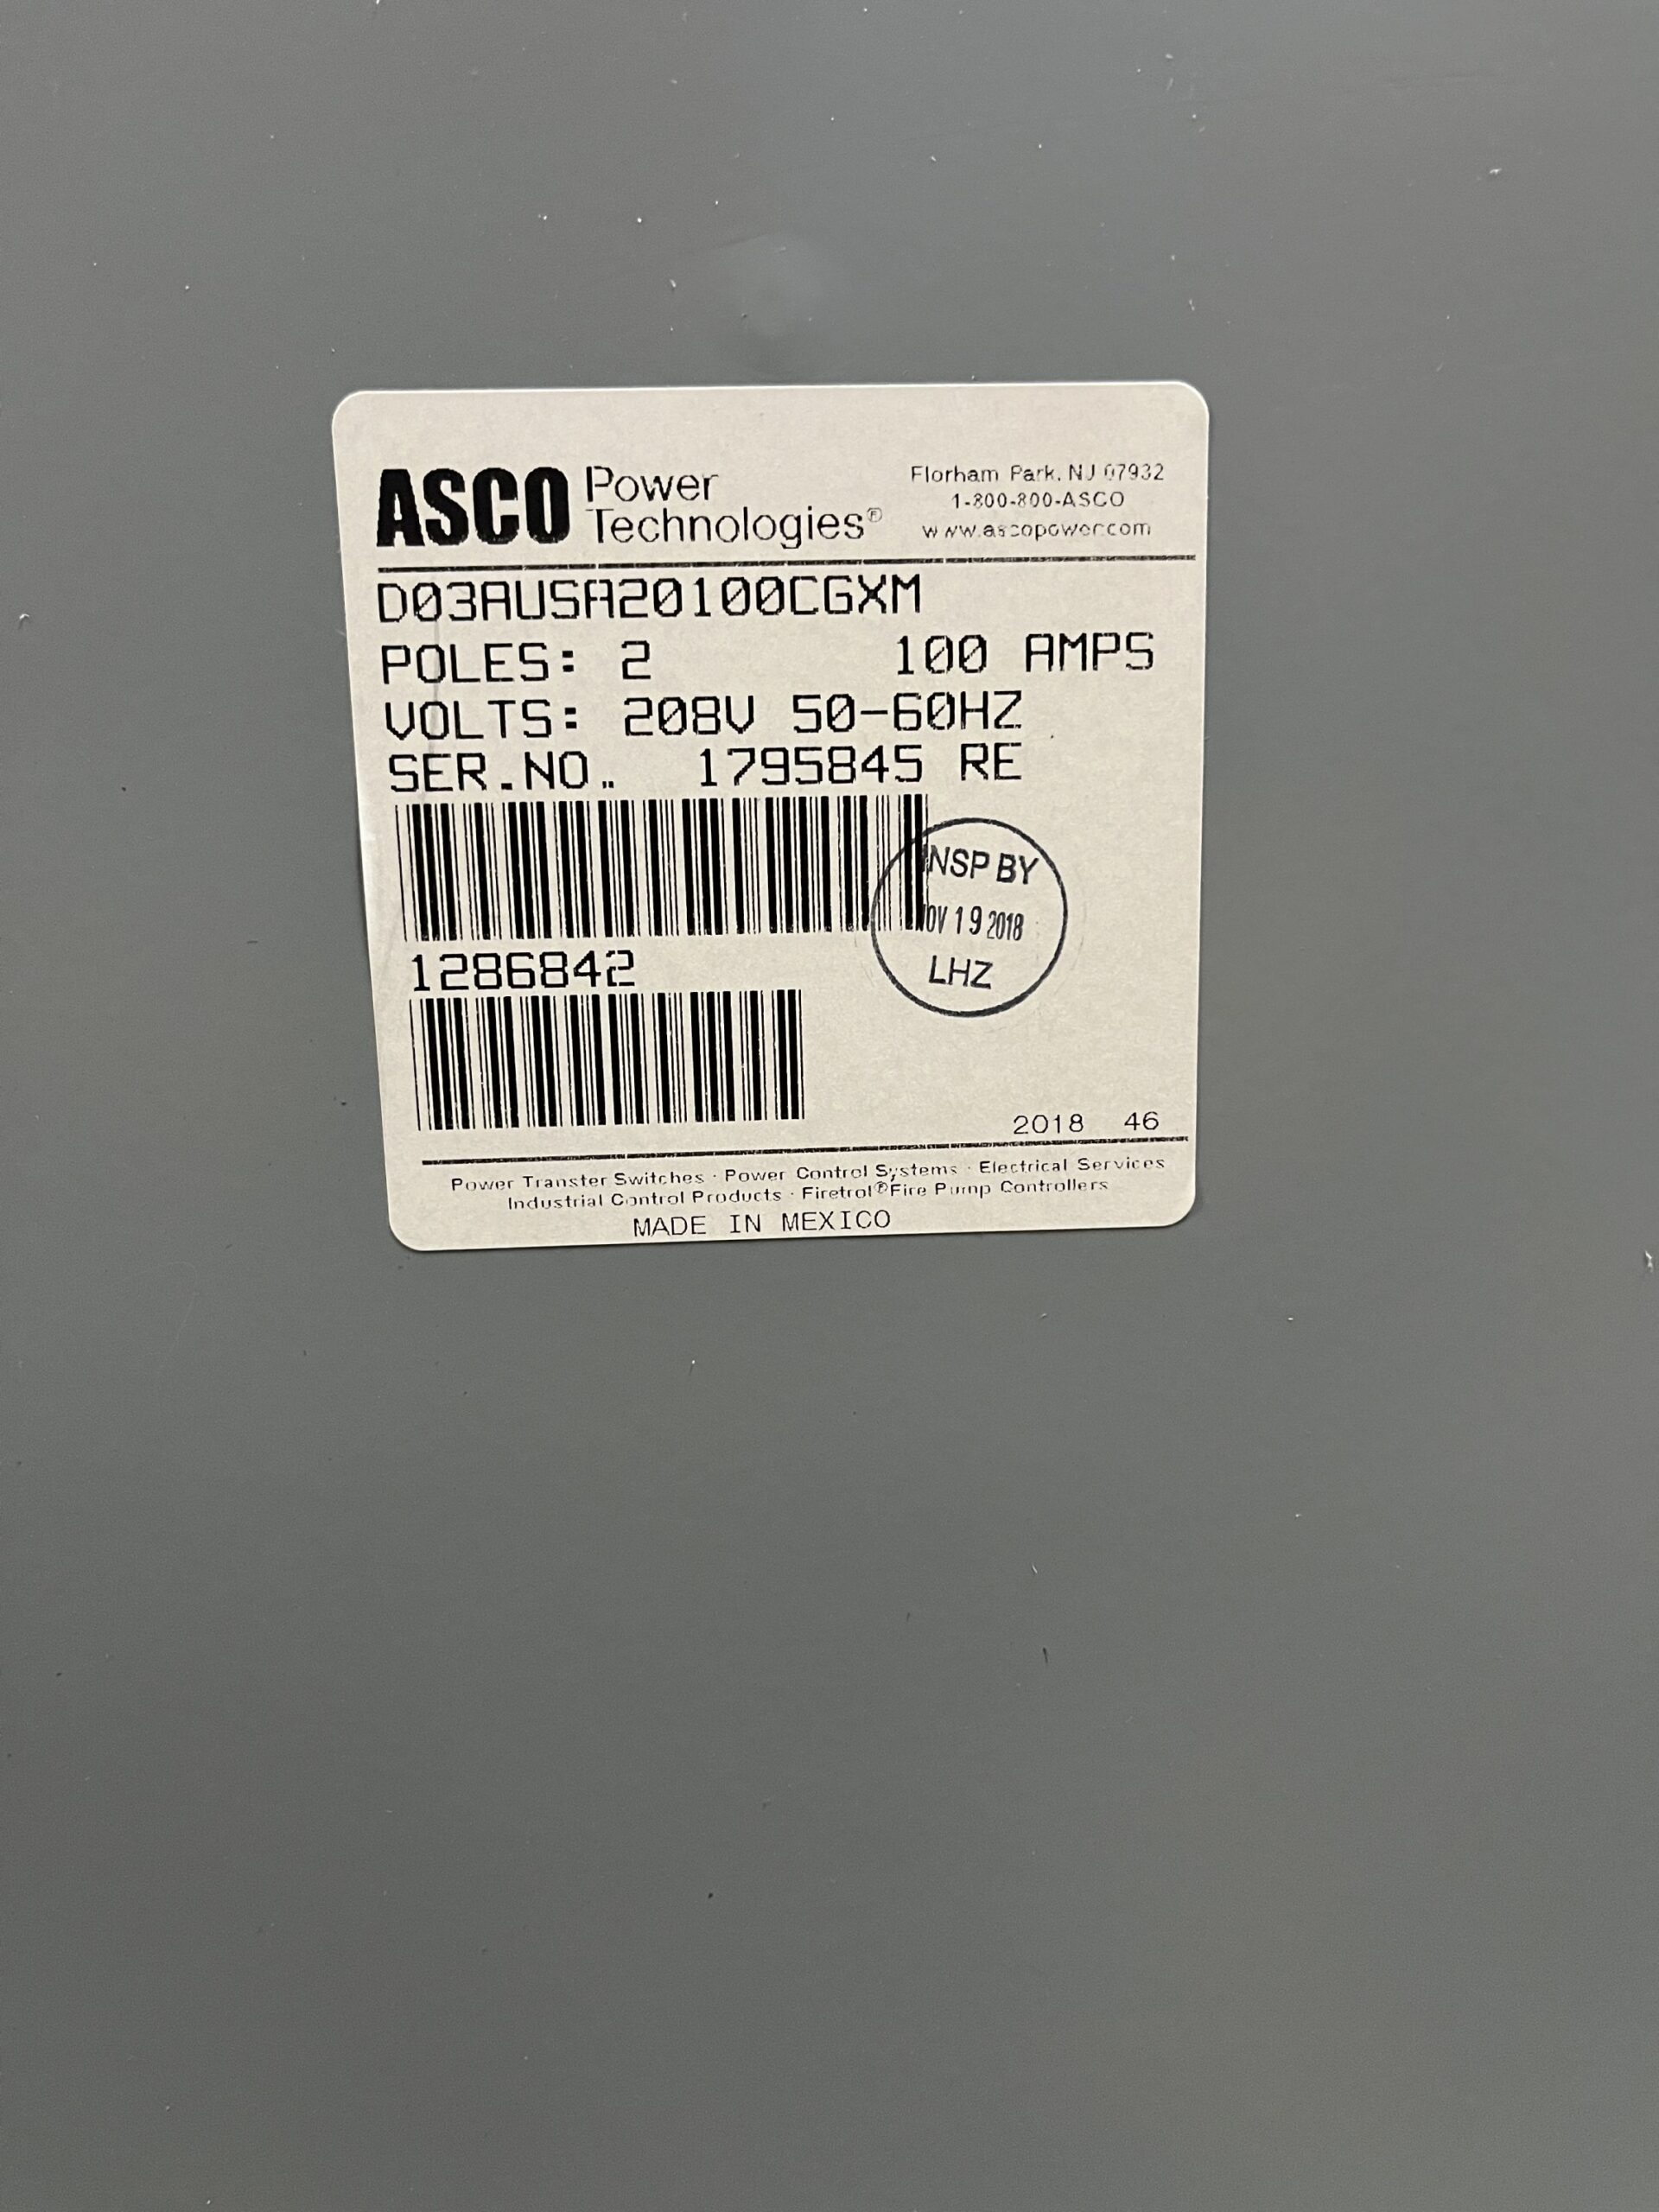 ASCO Power Technologies®
Florham Park, NJ 07932
1-800-800-ASCO
www.ascopower.com
D03AUSA20100CGXM
POLES: 2 100 AMPS
VOLTS: 208V 50-60HZ
SER.NO. 1795845 RE
INSP BY
NOV 19 2018
LHZ
1286842
2018 46
Power Transfer Switches · Power Control Systems · Electrical Services
Industrial Control Products · Firetrol® Fire Pump Controllers
MADE IN MEXICO